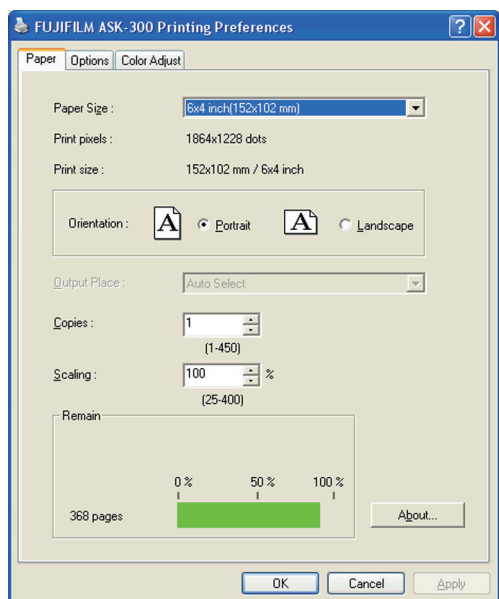 FUJIFILM ASK-300 Printing Preferences
Paper Options Color Adjust
Paper Size : 6x4 inch(152x102 mm)
Print pixels : 1864x1228 dots
Print size : 152x102 mm / 6x4 inch
Orientation : A Portrait A Landscape
Output Place : Auto Select
Copies : 1
(1-450)
Scaling : 100 %
(25-400)
Remain
0 % 50 % 100 %
368 pages
About...
OK Cancel Apply